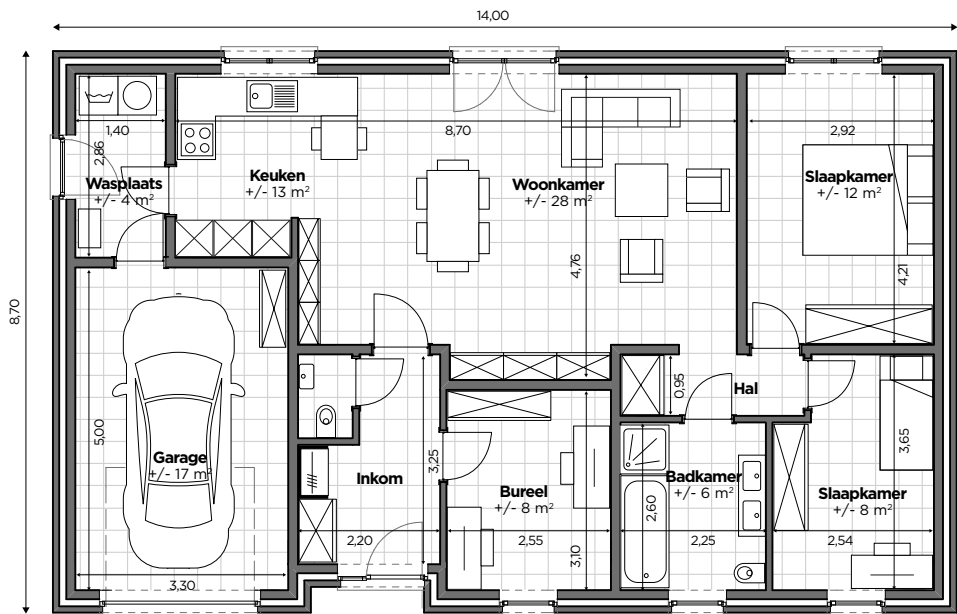 14,00
8,70
1,40
2,86
Wasplaats
+/- 4 m²
Keuken
+/- 13 m²
8,70
Woonkamer
+/- 28 m²
4,76
2,92
Slaapkamer
+/- 12 m²
4,21
5,00
Garage
+/- 17 m²
3,30
Inkom
3,25
2,20
Bureel
+/- 8 m²
2,55
3,10
0,95
Hal
Badkamer
+/- 6 m²
2,60
2,25
3,65
Slaapkamer
+/- 8 m²
2,54